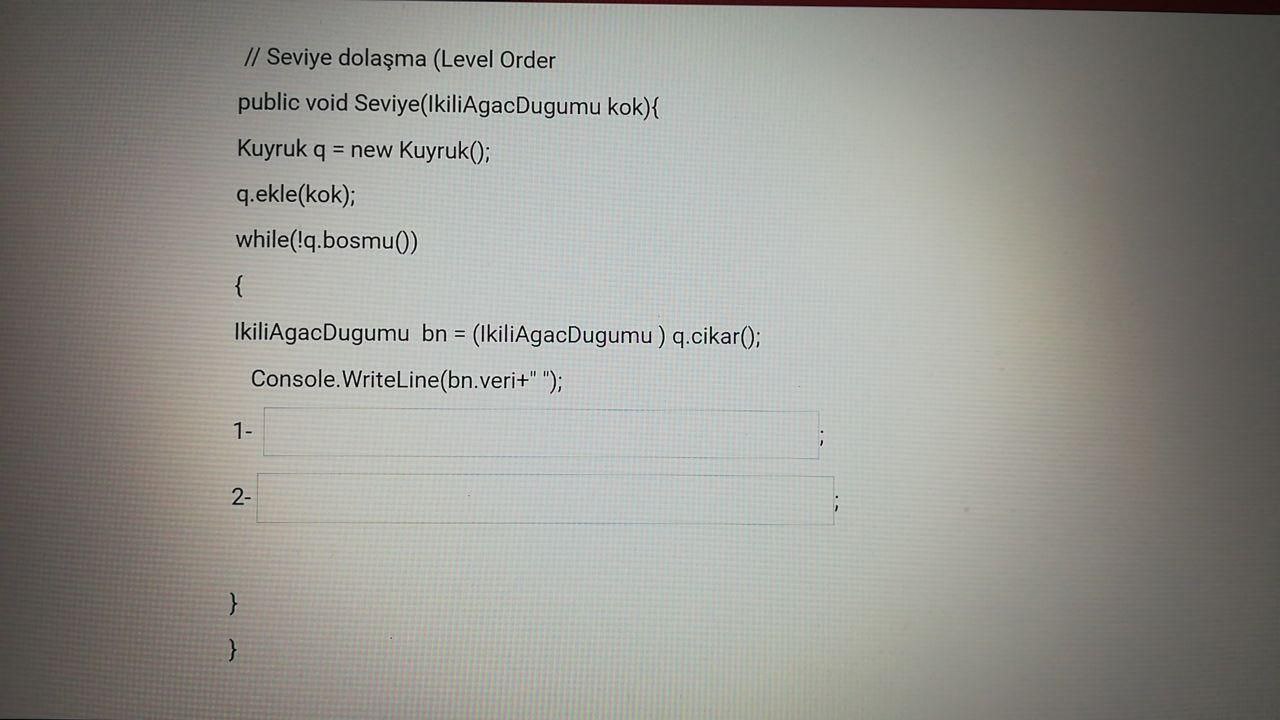 // Seviye dolaşma (Level Order
public void Seviye(IkiliAgacDugumu kok){
Kuyruk q = new Kuyruk();
q.ekle(kok);
while(!q.bosmu())
{
IkiliAgacDugumu bn = (IkiliAgacDugumu ) q.cikar();
Console.WriteLine(bn.veri+" ");
1- ;
2- ;
}
}